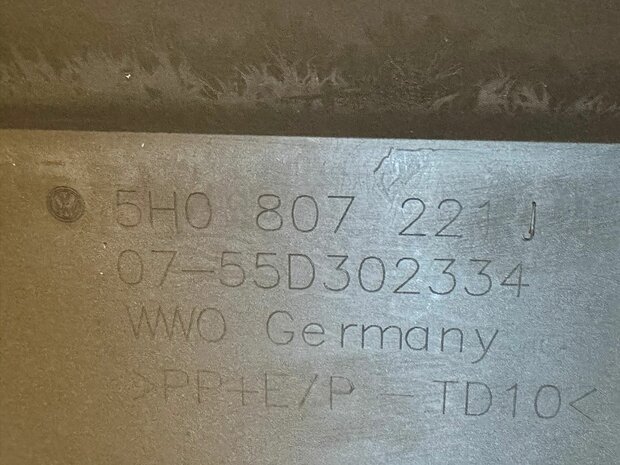 5H0 807 221 J
07-55D302334
WWO Germany
>PP+E/P - TD10<